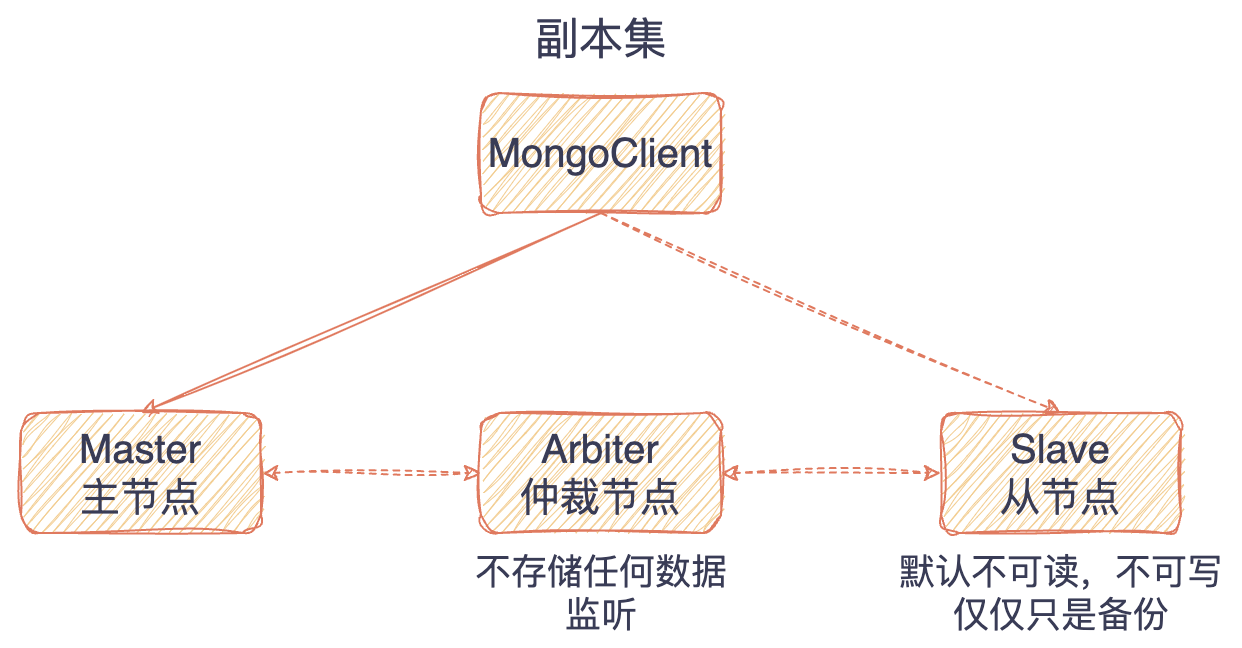 副本集
MongoClient
Master
主节点
Arbiter
仲裁节点
Slave
从节点
不存储任何数据
监听
默认不可读，不可写
仅仅只是备份